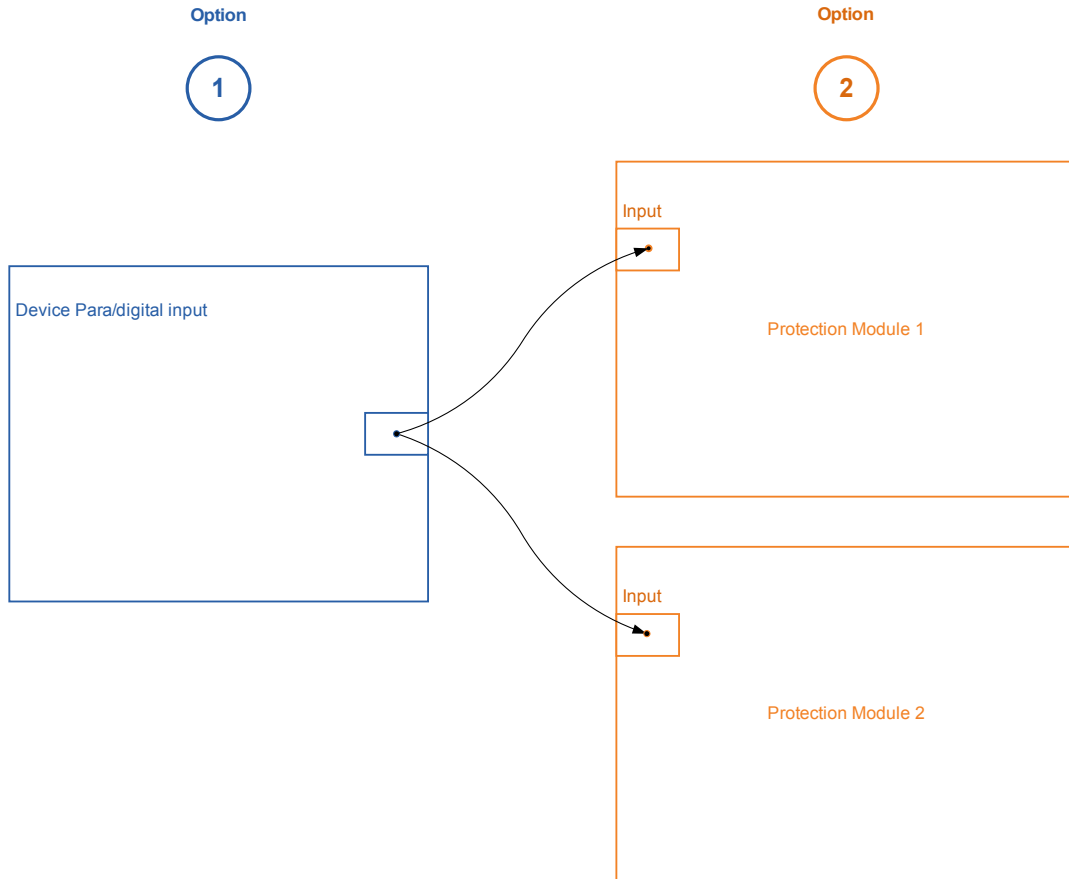 Option
Option
1
2
Input
Device Para/digital input
Protection Module 1
Input
Protection Module 2